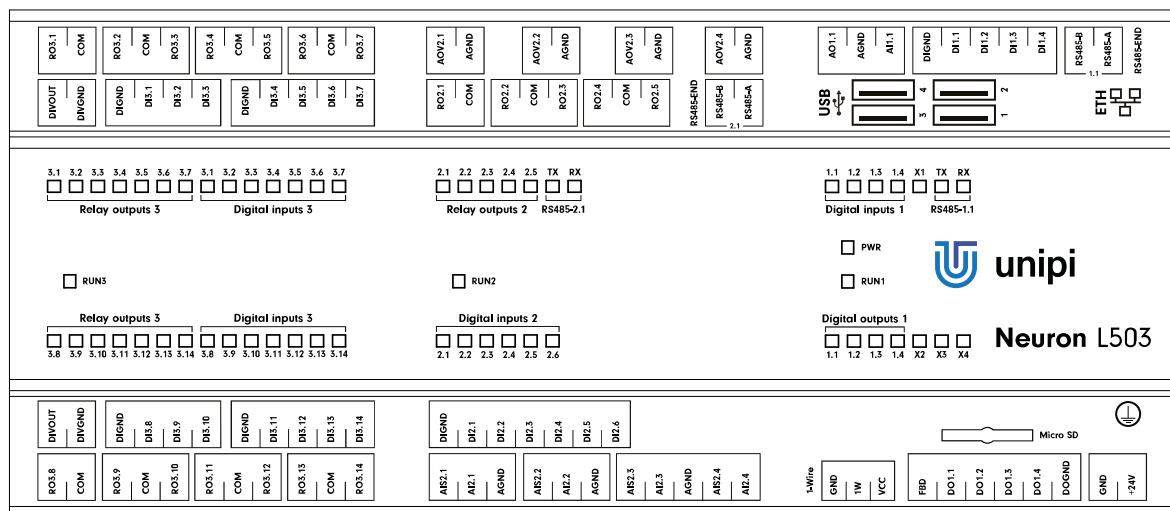 RO3.1 COM RO3.2 COM RO3.3 RO3.4 COM RO3.5 RO3.6 COM RO3.7 AOV2.1 AGND AOV2.2 AGND AOV2.3 AGND AOV2.4 AGND AO1.1 AGND AI1.1 DIGND DI1.1 DI1.2 DI1.3 DI1.4 RS485-B RS485-A RS485-END
1.1
DIVOUT DIVGND DIGND DI3.1 DI3.2 DI3.3 DIGND DI3.4 DI3.5 DI3.6 DI3.7 RO2.1 COM RO2.2 COM RO2.3 RO2.4 COM RO2.5 RS485-END RS485-B RS485-A USB 4 2 ETH
2.1 3 1
3.1 3.2 3.3 3.4 3.5 3.6 3.7 3.1 3.2 3.3 3.4 3.5 3.6 3.7 2.1 2.2 2.3 2.4 2.5 TX RX 1.1 1.2 1.3 1.4 X1 TX RX
Relay outputs 3 Digital inputs 3 Relay outputs 2 RS485-2.1 Digital inputs 1 RS485-1.1
PWR
unipi
RUN3 RUN2 RUN1
Relay outputs 3 Digital inputs 3 Digital inputs 2 Digital outputs 1
Neuron L503
3.8 3.9 3.10 3.11 3.12 3.13 3.14 3.8 3.9 3.10 3.11 3.12 3.13 3.14 2.1 2.2 2.3 2.4 2.5 2.6 1.1 1.2 1.3 1.4 X2 X3 X4
DIVOUT DIVGND DIGND DI3.8 DI3.9 DI3.10 DIGND DI3.11 DI3.12 DI3.13 DI3.14 DIGND DI2.1 DI2.2 DI2.3 DI2.4 DI2.5 DI2.6 Micro SD
RO3.8 COM RO3.9 COM RO3.10 RO3.11 COM RO3.12 RO3.13 COM RO3.14 AIS2.1 AI2.1 AGND AIS2.2 AI2.2 AGND AIS2.3 AI2.3 AGND AIS2.4 AI2.4 1-Wire GND 1W VCC FBD DO1.1 DO1.2 DO1.3 DO1.4 DOGND GND +24V